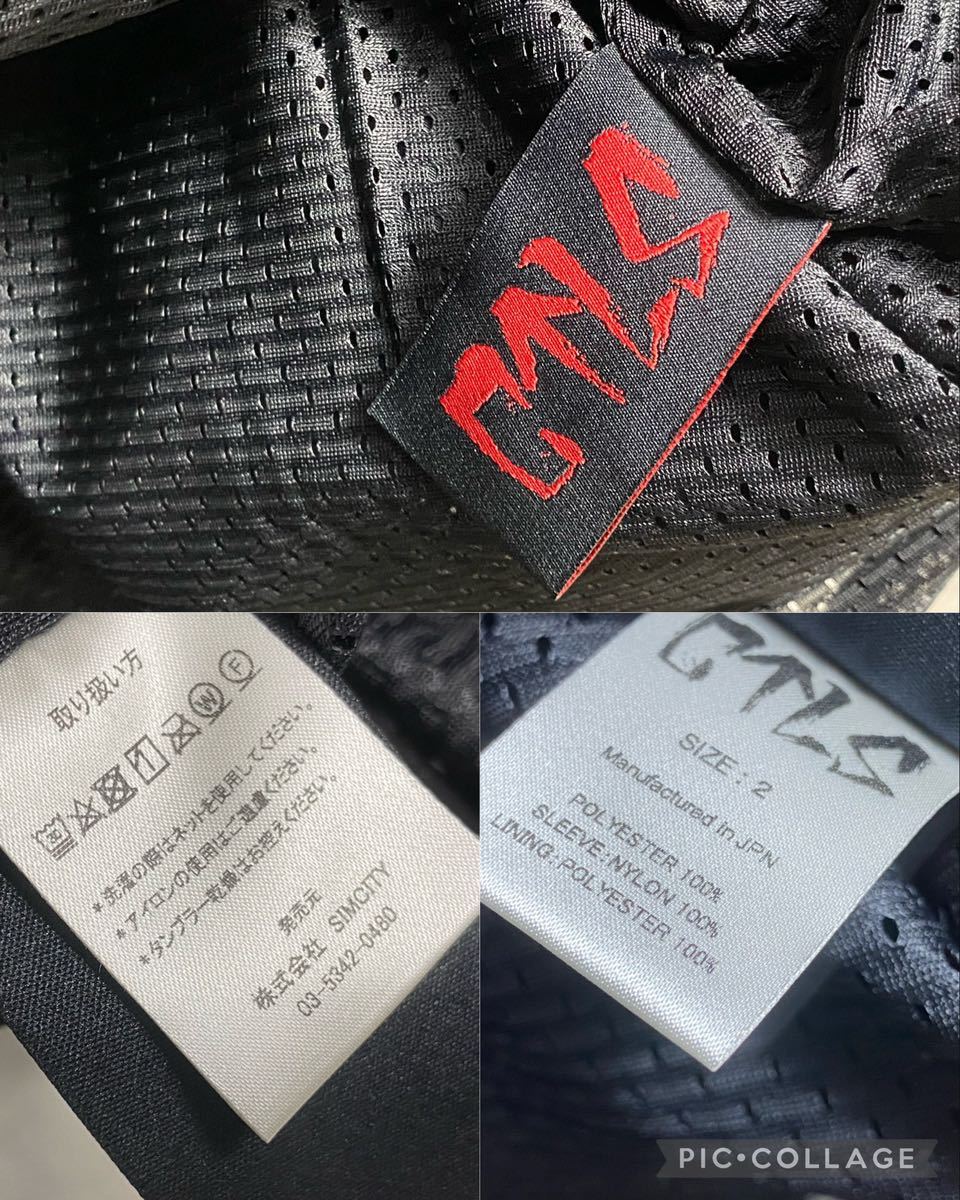 CMLS
取り扱い方
W F
*洗濯の際はネットを使用してください。
*アイロンの使用はご遠慮ください。
*タンブラー乾燥はお控えください。
発売元
株式会社 SIMCITY
03-5342-0480
CMLS
SIZE : 2
Manufactured in JPN
POLYESTER 100%
SLEEVE:NYLON 100%
LINING:POLYESTER 100%
PIC•COLLAGE